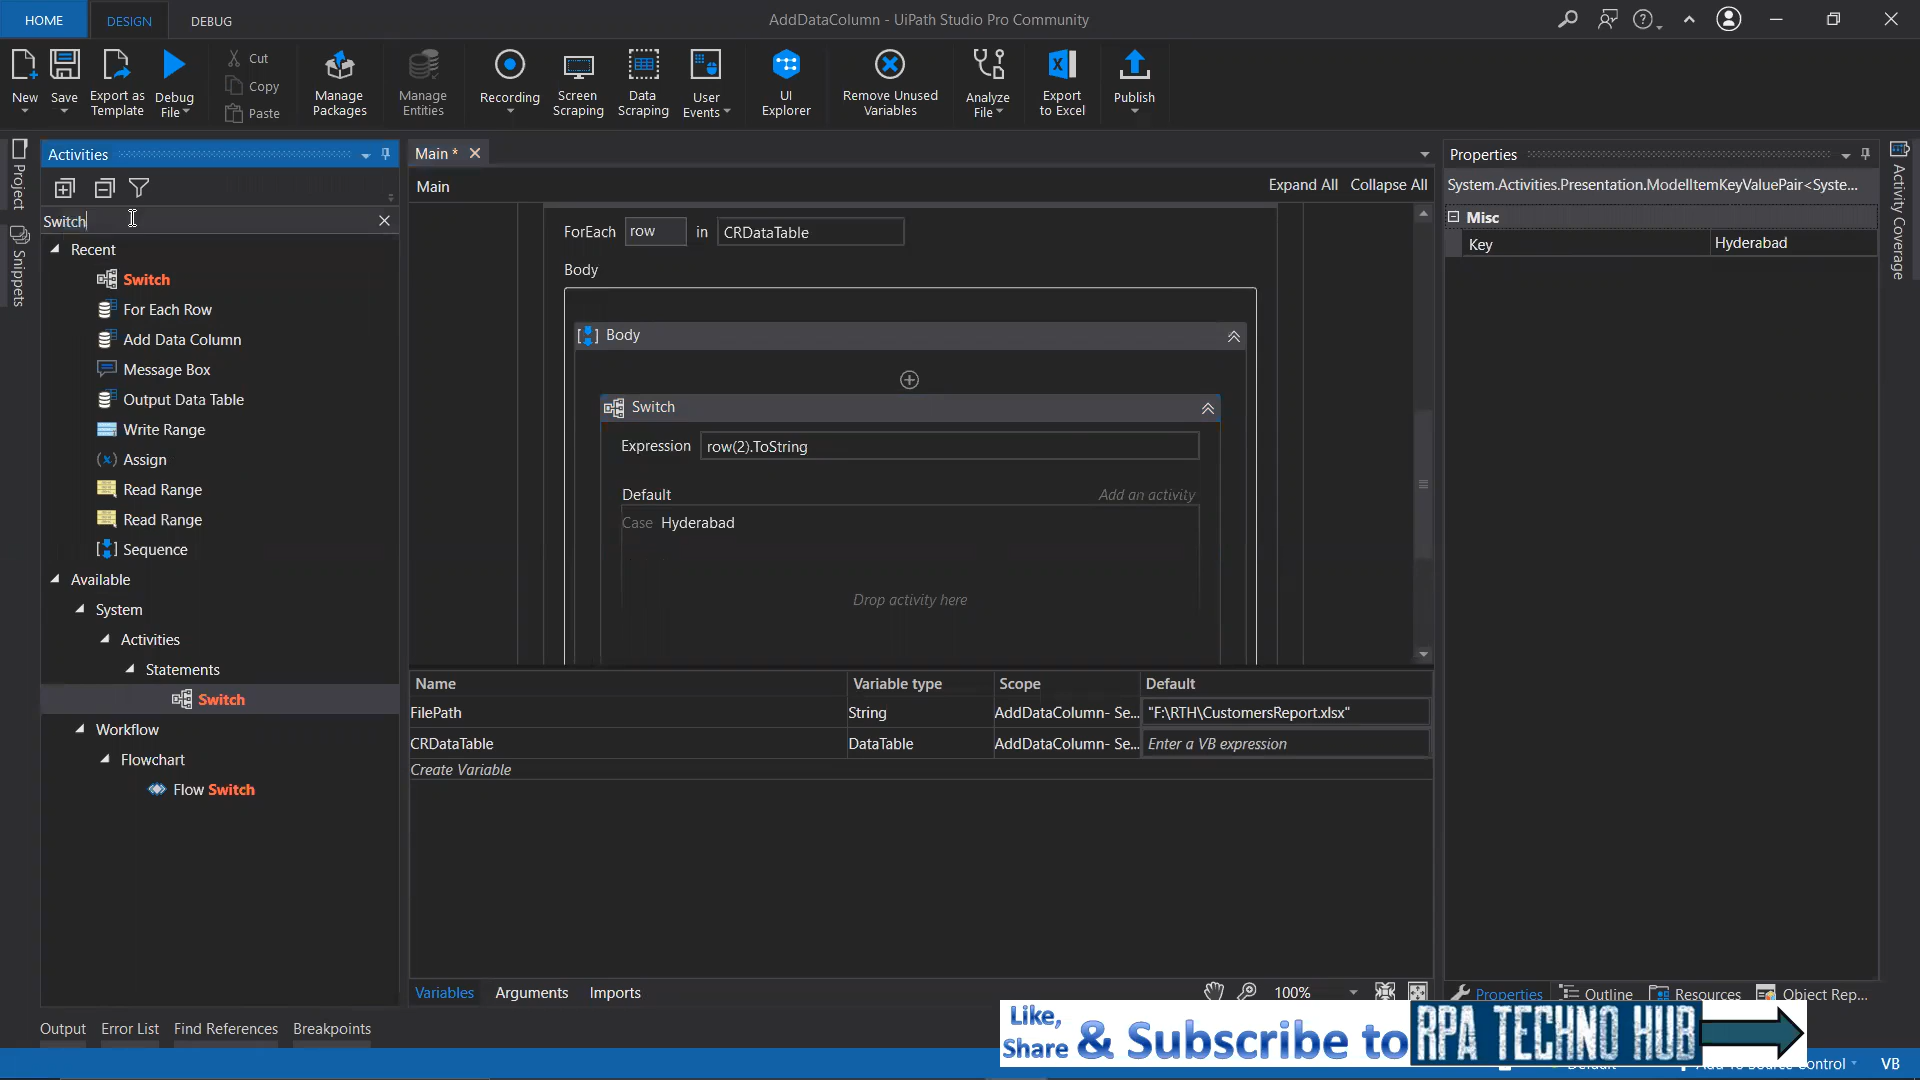 HOME DESIGN DEBUG
AddDataColumn - UiPath Studio Pro Community
New
Save
Export as Template
Debug File
Cut
Copy
Paste
Manage Packages
Manage Entities
Recording
Screen Scraping
Data Scraping
User Events
UI Explorer
Remove Unused Variables
Analyze File
Export to Excel
Publish
Project
Snippets
Activities
Switch
Recent
Switch
For Each Row
Add Data Column
Message Box
Output Data Table
Write Range
Assign
Read Range
Read Range
Sequence
Available
System
Activities
Statements
Switch
Workflow
Flowchart
Flow Switch
Main *
Main
Expand All Collapse All
ForEach row in CRDataTable
Body
Body
Switch
Expression row(2).ToString
Default Add an activity
Case Hyderabad
Drop activity here
Name Variable type Scope Default
FilePath String AddDataColumn- Se... "F:\RTH\CustomersReport.xlsx"
CRDataTable DataTable AddDataColumn- Se... Enter a VB expression
Create Variable
Variables Arguments Imports
100%
Properties
System.Activities.Presentation.ModelItemKeyValuePair<Syste...
Misc
Key Hyderabad
Activity Coverage
Properties Outline Resources Object Rep...
Output Error List Find References Breakpoints
Like, Share & Subscribe to RPA TECHNO HUB
Default Add To Source Control VB